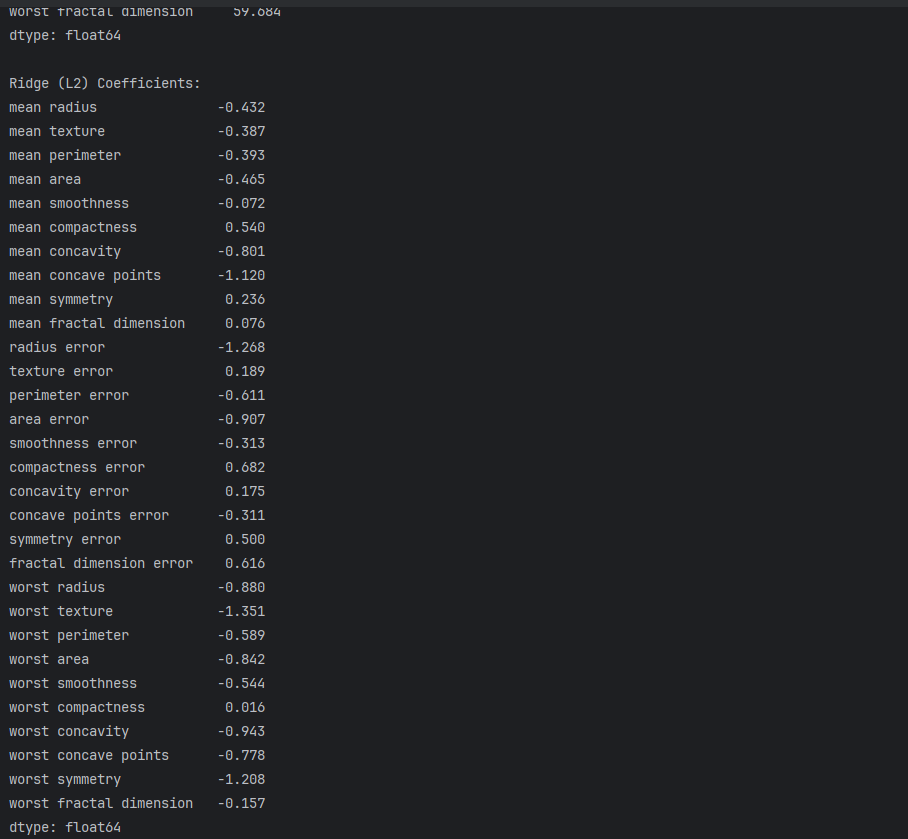 worst fractal dimension     59.684
dtype: float64

Ridge (L2) Coefficients:
mean radius               -0.432
mean texture              -0.387
mean perimeter            -0.393
mean area                 -0.465
mean smoothness           -0.072
mean compactness           0.540
mean concavity            -0.801
mean concave points       -1.120
mean symmetry              0.236
mean fractal dimension     0.076
radius error              -1.268
texture error              0.189
perimeter error           -0.611
area error                -0.907
smoothness error          -0.313
compactness error          0.682
concavity error            0.175
concave points error      -0.311
symmetry error             0.500
fractal dimension error    0.616
worst radius              -0.880
worst texture             -1.351
worst perimeter           -0.589
worst area                -0.842
worst smoothness          -0.544
worst compactness          0.016
worst concavity           -0.943
worst concave points      -0.778
worst symmetry            -1.208
worst fractal dimension   -0.157
dtype: float64